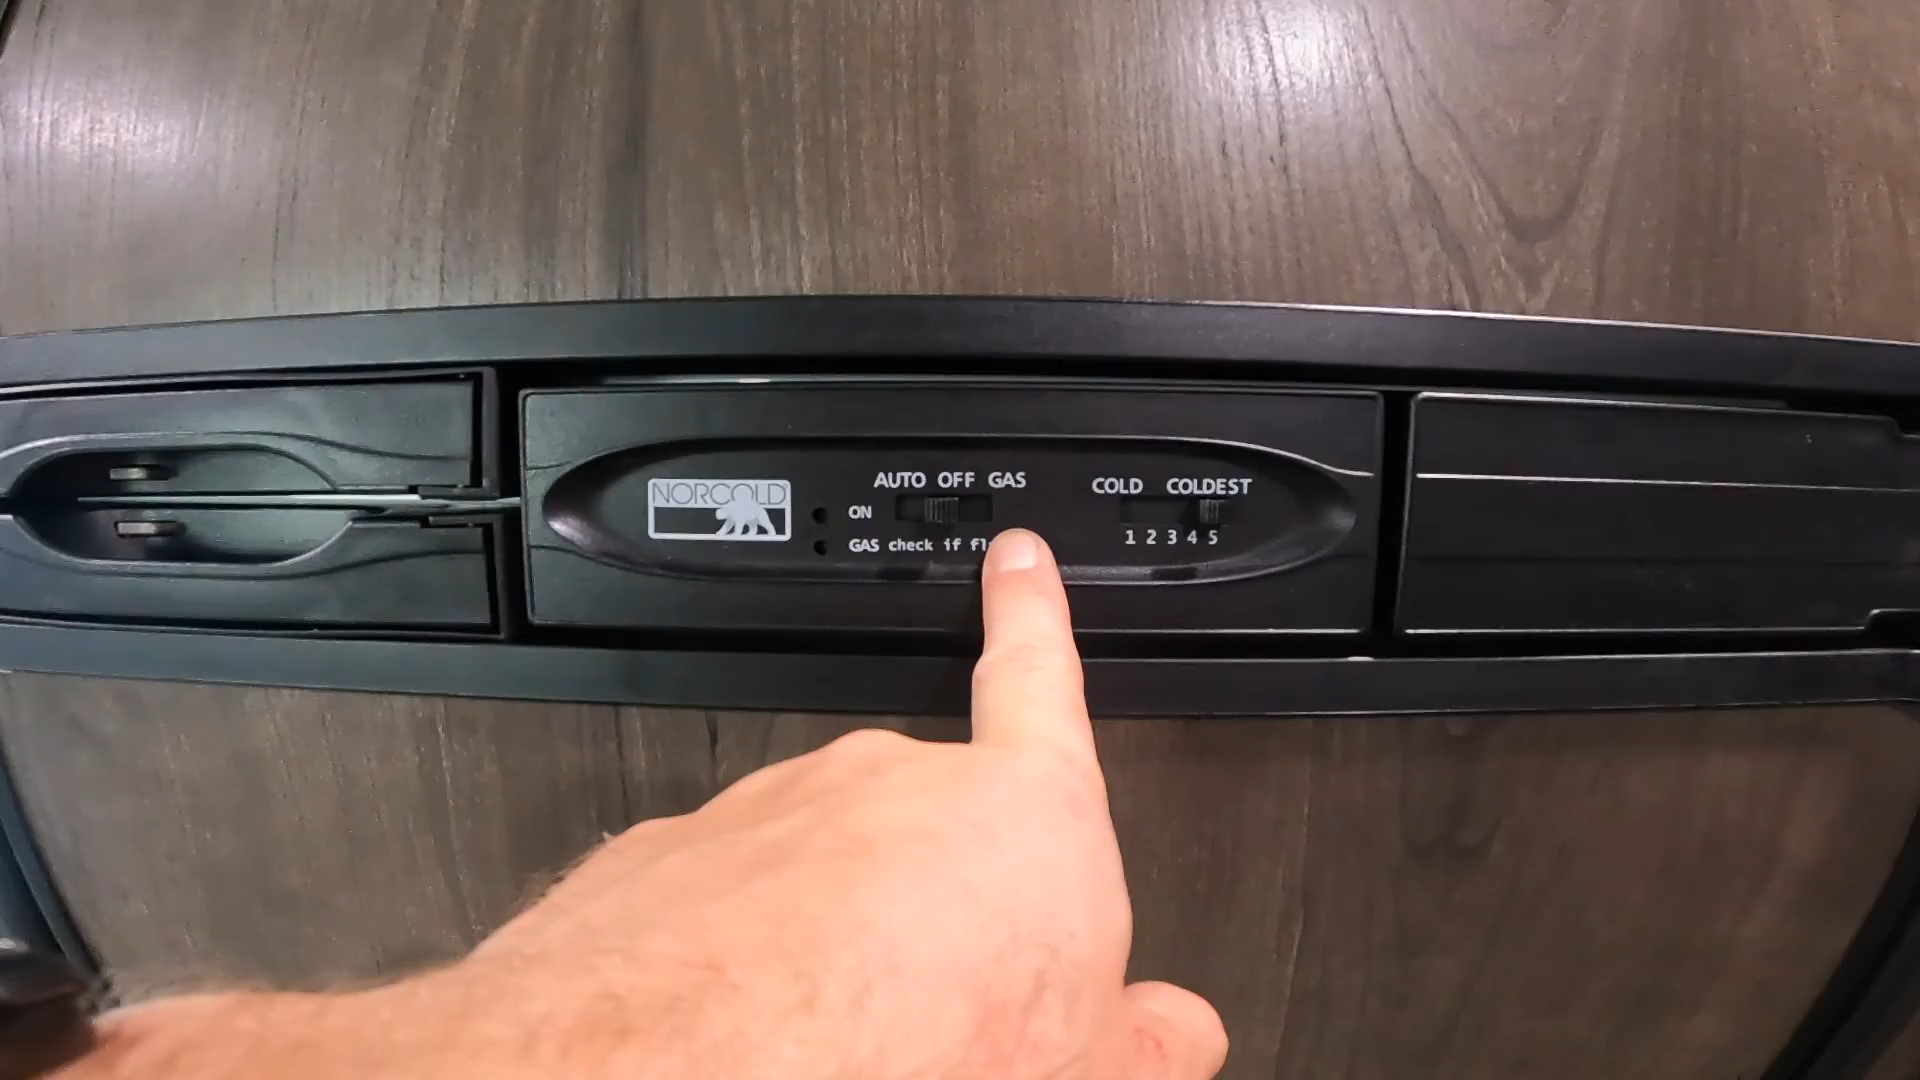 NORCOLD
AUTO OFF GAS
ON
GAS check if
COLD COLDEST
1 2 3 4 5